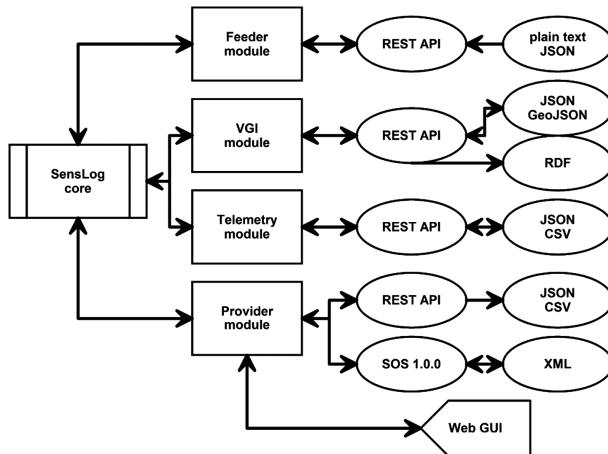 Feeder
module
REST API
plain text
JSON
VGI
module
REST API
JSON
GeoJSON
RDF
SensLog
core
Telemetry
module
REST API
JSON
CSV
Provider
module
REST API
JSON
CSV
SOS 1.0.0
XML
Web GUI